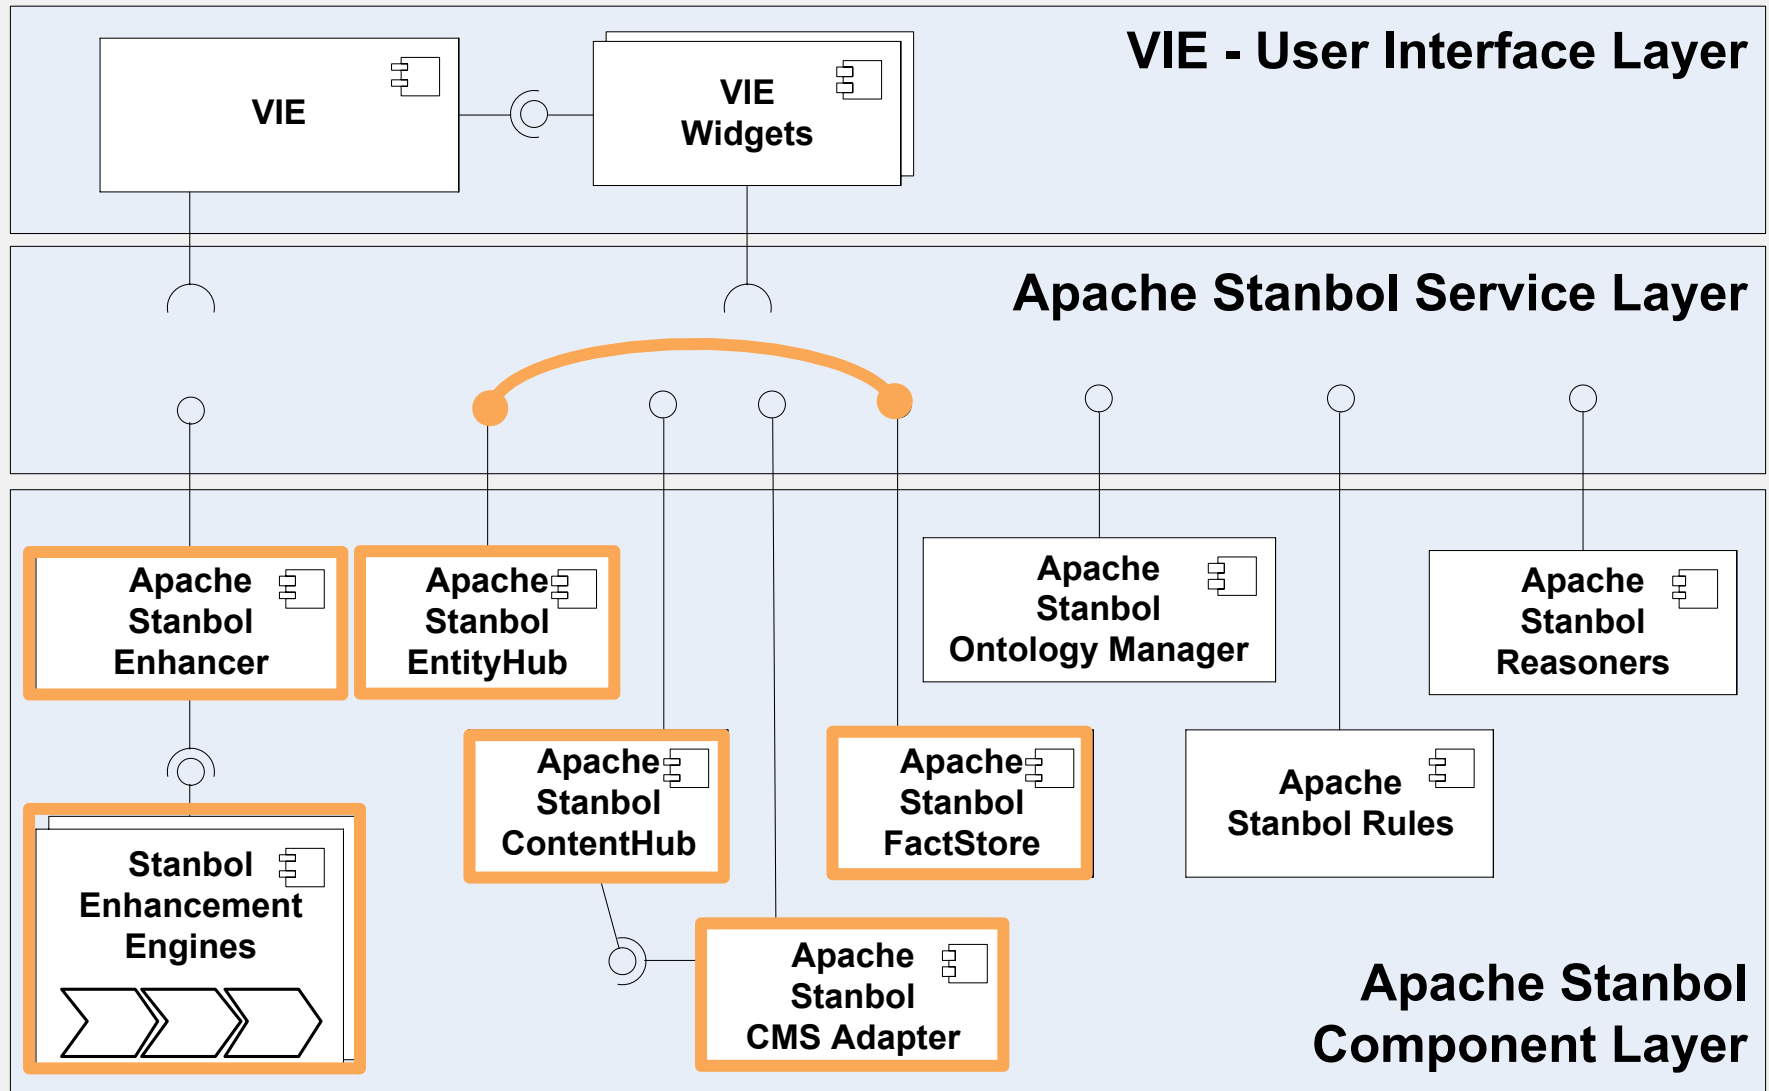 VIE - User Interface Layer
VIE
VIE
Widgets
Apache Stanbol Service Layer
Apache
Stanbol
Enhancer
Apache
Stanbol
EntityHub
Apache
Stanbol
Ontology Manager
Apache
Stanbol
Reasoners
Apache
Stanbol
ContentHub
Apache
Stanbol
FactStore
Apache
Stanbol Rules
Stanbol
Enhancement
Engines
Apache
Stanbol
CMS Adapter
Apache Stanbol
Component Layer